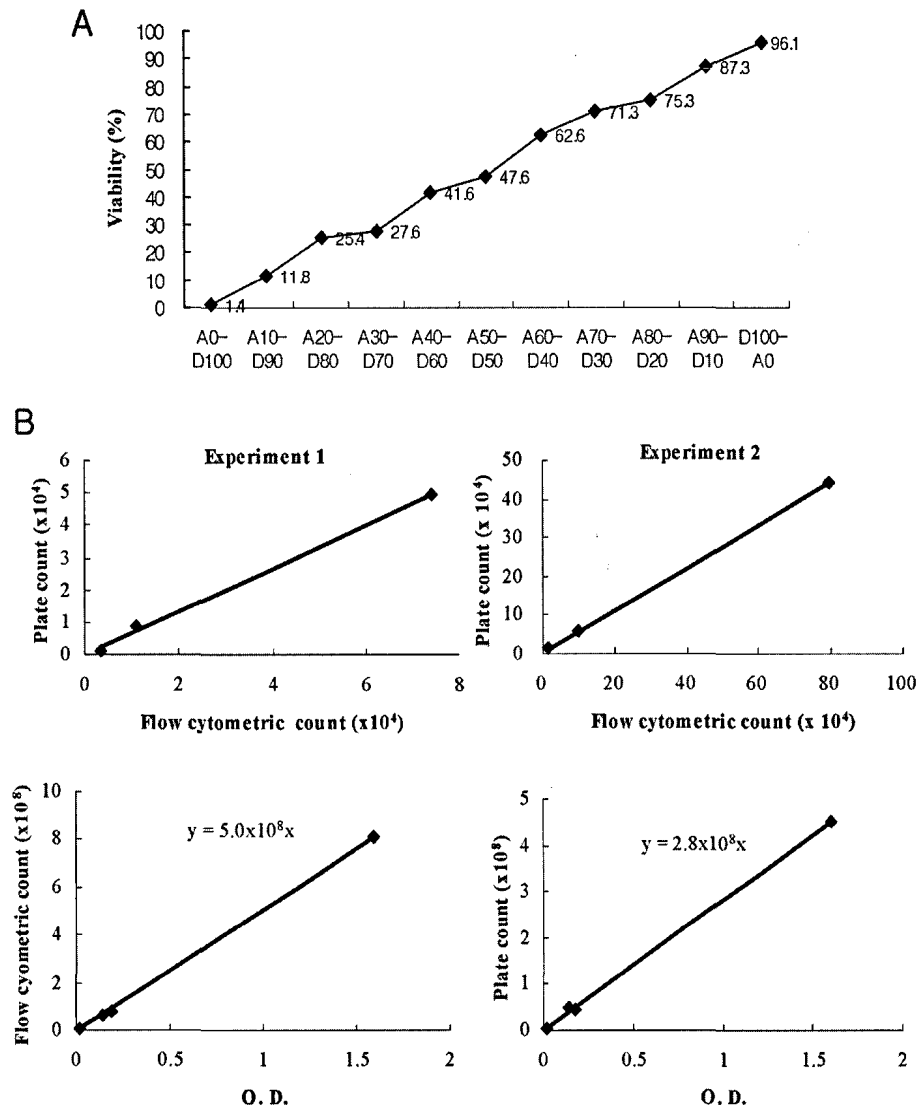 A
Viability (%)
100
90
80
70
60
50
40
30
20
10
0
1.4
11.8
25.4
27.6
41.6
47.6
62.6
71.3
75.3
87.3
96.1
A0-D100
A10-D90
A20-D80
A30-D70
A40-D60
A50-D50
A60-D40
A70-D30
A80-D20
A90-D10
D100-A0
B
Experiment 1
Plate count (x10⁴)
6
5
4
3
2
1
0
0 2 4 6 8
Flow cytometric count (x10⁴)
Experiment 2
Plate count (x 10⁴)
50
40
30
20
10
0
0 20 40 60 80 100
Flow cytometric count (x 10⁴)
Flow cyometric count (x10⁸)
10
8
6
4
2
0
y = 5.0x10⁸x
0 0.5 1 1.5 2
O. D.
Plate count (x10⁸)
5
4
3
2
1
0
y = 2.8x10⁸x
0 0.5 1 1.5 2
O. D.